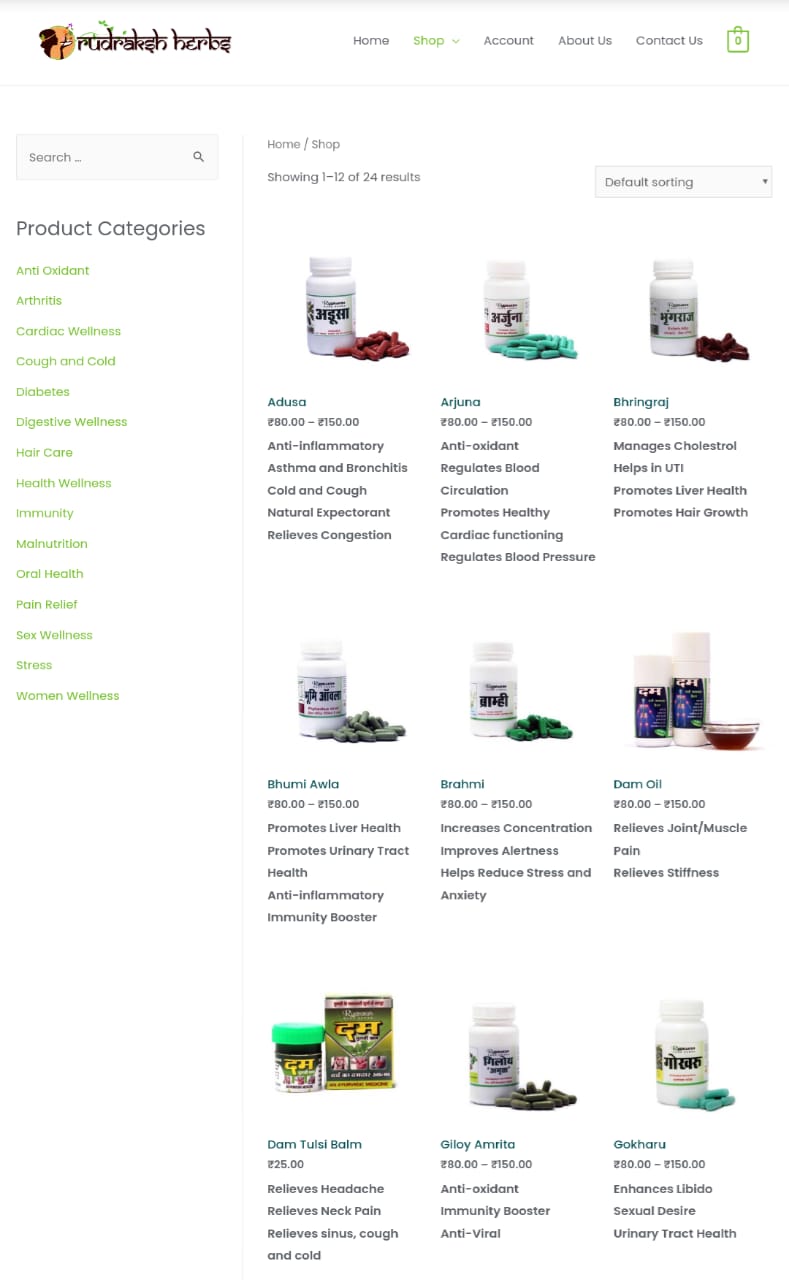 rudraksh herbs
Home
Shop
Account
About Us
Contact Us
0
Search ...
Product Categories
Anti Oxidant
Arthritis
Cardiac Wellness
Cough and Cold
Diabetes
Digestive Wellness
Hair Care
Health Wellness
Immunity
Malnutrition
Oral Health
Pain Relief
Sex Wellness
Stress
Women Wellness
Home / Shop
Showing 1–12 of 24 results
Default sorting
अडूसा
Adusa
₹80.00 – ₹150.00
Anti-inflammatory
Asthma and Bronchitis
Cold and Cough
Natural Expectorant
Relieves Congestion
अर्जुना
Arjuna
₹80.00 – ₹150.00
Anti-oxidant
Regulates Blood
Circulation
Promotes Healthy
Cardiac functioning
Regulates Blood Pressure
भृंगराज
Bhringraj
₹80.00 – ₹150.00
Manages Cholestrol
Helps in UTI
Promotes Liver Health
Promotes Hair Growth
भूमि आँवला
Bhumi Awla
₹80.00 – ₹150.00
Promotes Liver Health
Promotes Urinary Tract
Health
Anti-inflammatory
Immunity Booster
ब्राम्ही
Brahmi
₹80.00 – ₹150.00
Increases Concentration
Improves Alertness
Helps Reduce Stress and
Anxiety
दम
दम
Dam Oil
₹80.00 – ₹150.00
Relieves Joint/Muscle
Pain
Relieves Stiffness
दम
दम
Dam Tulsi Balm
₹25.00
Relieves Headache
Relieves Neck Pain
Relieves sinus, cough
and cold
गिलोय
अमृता
Giloy Amrita
₹80.00 – ₹150.00
Anti-oxidant
Immunity Booster
Anti-Viral
गोखरू
Gokharu
₹80.00 – ₹150.00
Enhances Libido
Sexual Desire
Urinary Tract Health